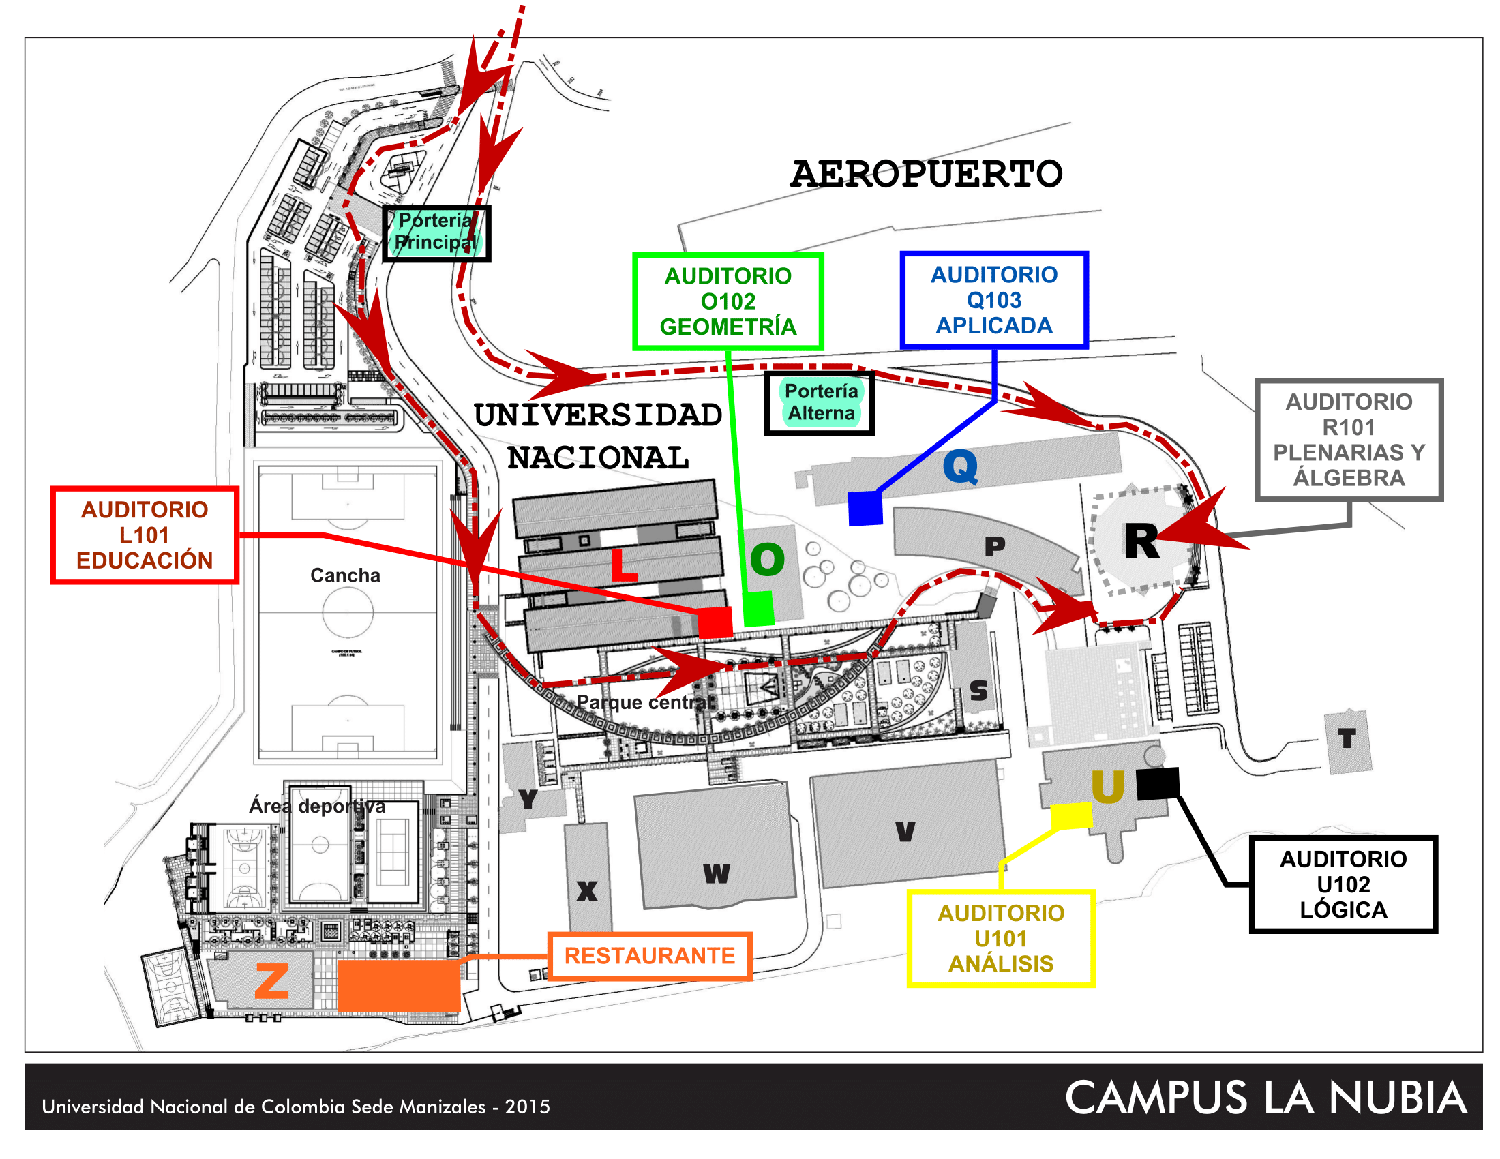 AEROPUERTO
Portería
Principal
AUDITORIO
O102
GEOMETRÍA
AUDITORIO
Q103
APLICADA
Portería
Alterna
AUDITORIO
R101
PLENARIAS Y
ÁLGEBRA
UNIVERSIDAD
NACIONAL
AUDITORIO
L101
EDUCACIÓN
Q
R
P
O
L
Cancha
Parque central
S
T
U
Y
V
W
X
Área deportiva
Z
RESTAURANTE
AUDITORIO
U101
ANÁLISIS
AUDITORIO
U102
LÓGICA
Universidad Nacional de Colombia Sede Manizales - 2015
CAMPUS LA NUBIA